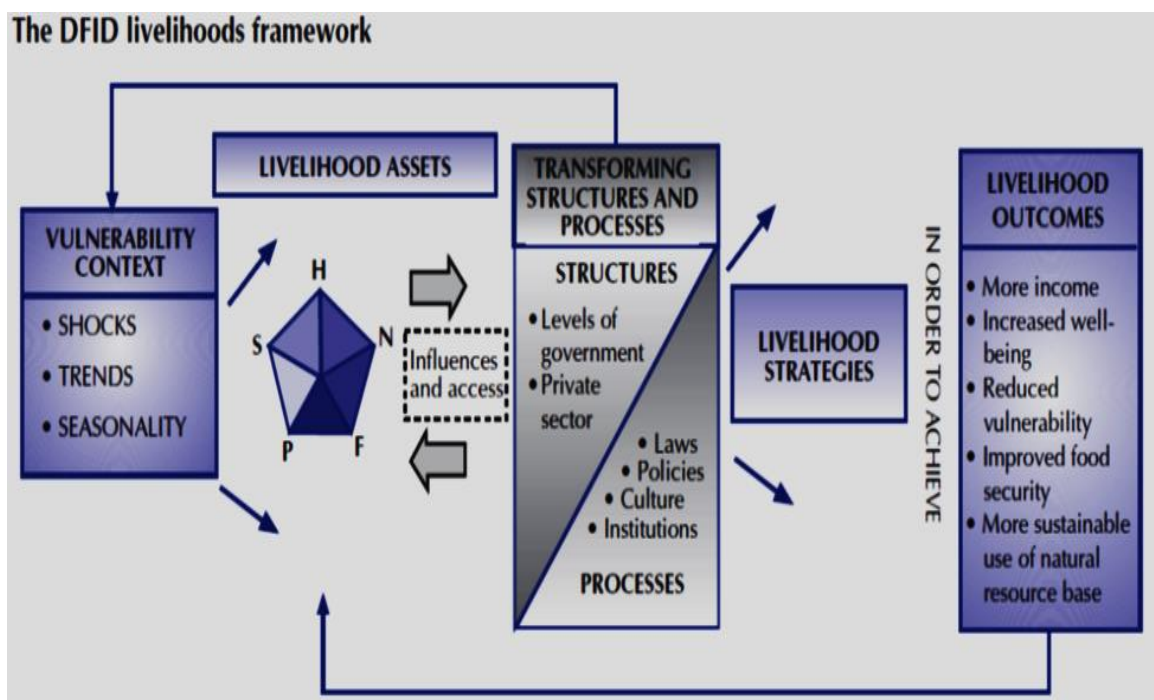 The DFID livelihoods framework
LIVELIHOOD ASSETS
VULNERABILITY
CONTEXT
• SHOCKS
• TRENDS
• SEASONALITY
H
S
N
P
F
Influences
and access
TRANSFORMING
STRUCTURES AND
PROCESSES
STRUCTURES
• Levels of
government
• Private
sector
• Laws
• Policies
• Culture
• Institutions
PROCESSES
LIVELIHOOD
STRATEGIES
IN ORDER TO ACHIEVE
LIVELIHOOD
OUTCOMES
• More income
• Increased well-
being
• Reduced
vulnerability
• Improved food
security
• More sustainable
use of natural
resource base